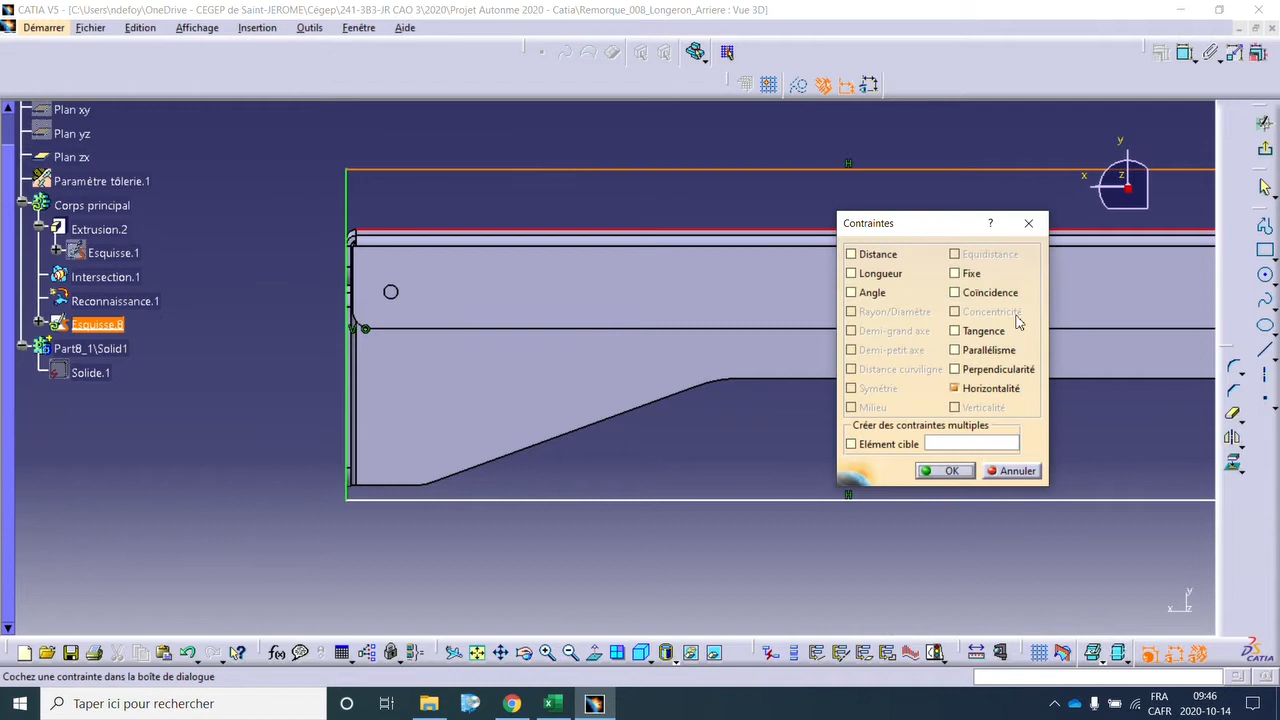 CATIA V5 - [C:\Users\ndefoy\OneDrive - CEGEP de Saint-JEROME\Cégep\241-3B3-JR CAO 3\2020\Projet Automne 2020 - Catia\Remorque_008_Longeron_Arriere : Vue 3D]
Démarrer Fichier Edition Affichage Insertion Outils Fenêtre Aide
Plan xy
Plan yz
Plan zx
Paramètre tôlerie.1
Corps principal
Extrusion.2
Esquisse.1
Intersection.1
Reconnaissance.1
Esquisse.8
Part8_1\Solid1
Solide.1
H
y
x
z
V
H
Contraintes ?
Distance Equidistance
Longueur Fixe
Angle Coïncidence
Rayon/Diamètre Concentricité
Demi-grand axe Tangence
Demi-petit axe Parallélisme
Distance curviligne Perpendicularité
Symétrie Horizontalité
Milieu Verticalité
Créer des contraintes multiples
Elément cible
OK Annuler
y
x z
f(x)
DS CATIA
Cochez une contrainte dans la boîte de dialogue
Taper ici pour rechercher
FRA
CAFR
09:46
2020-10-14